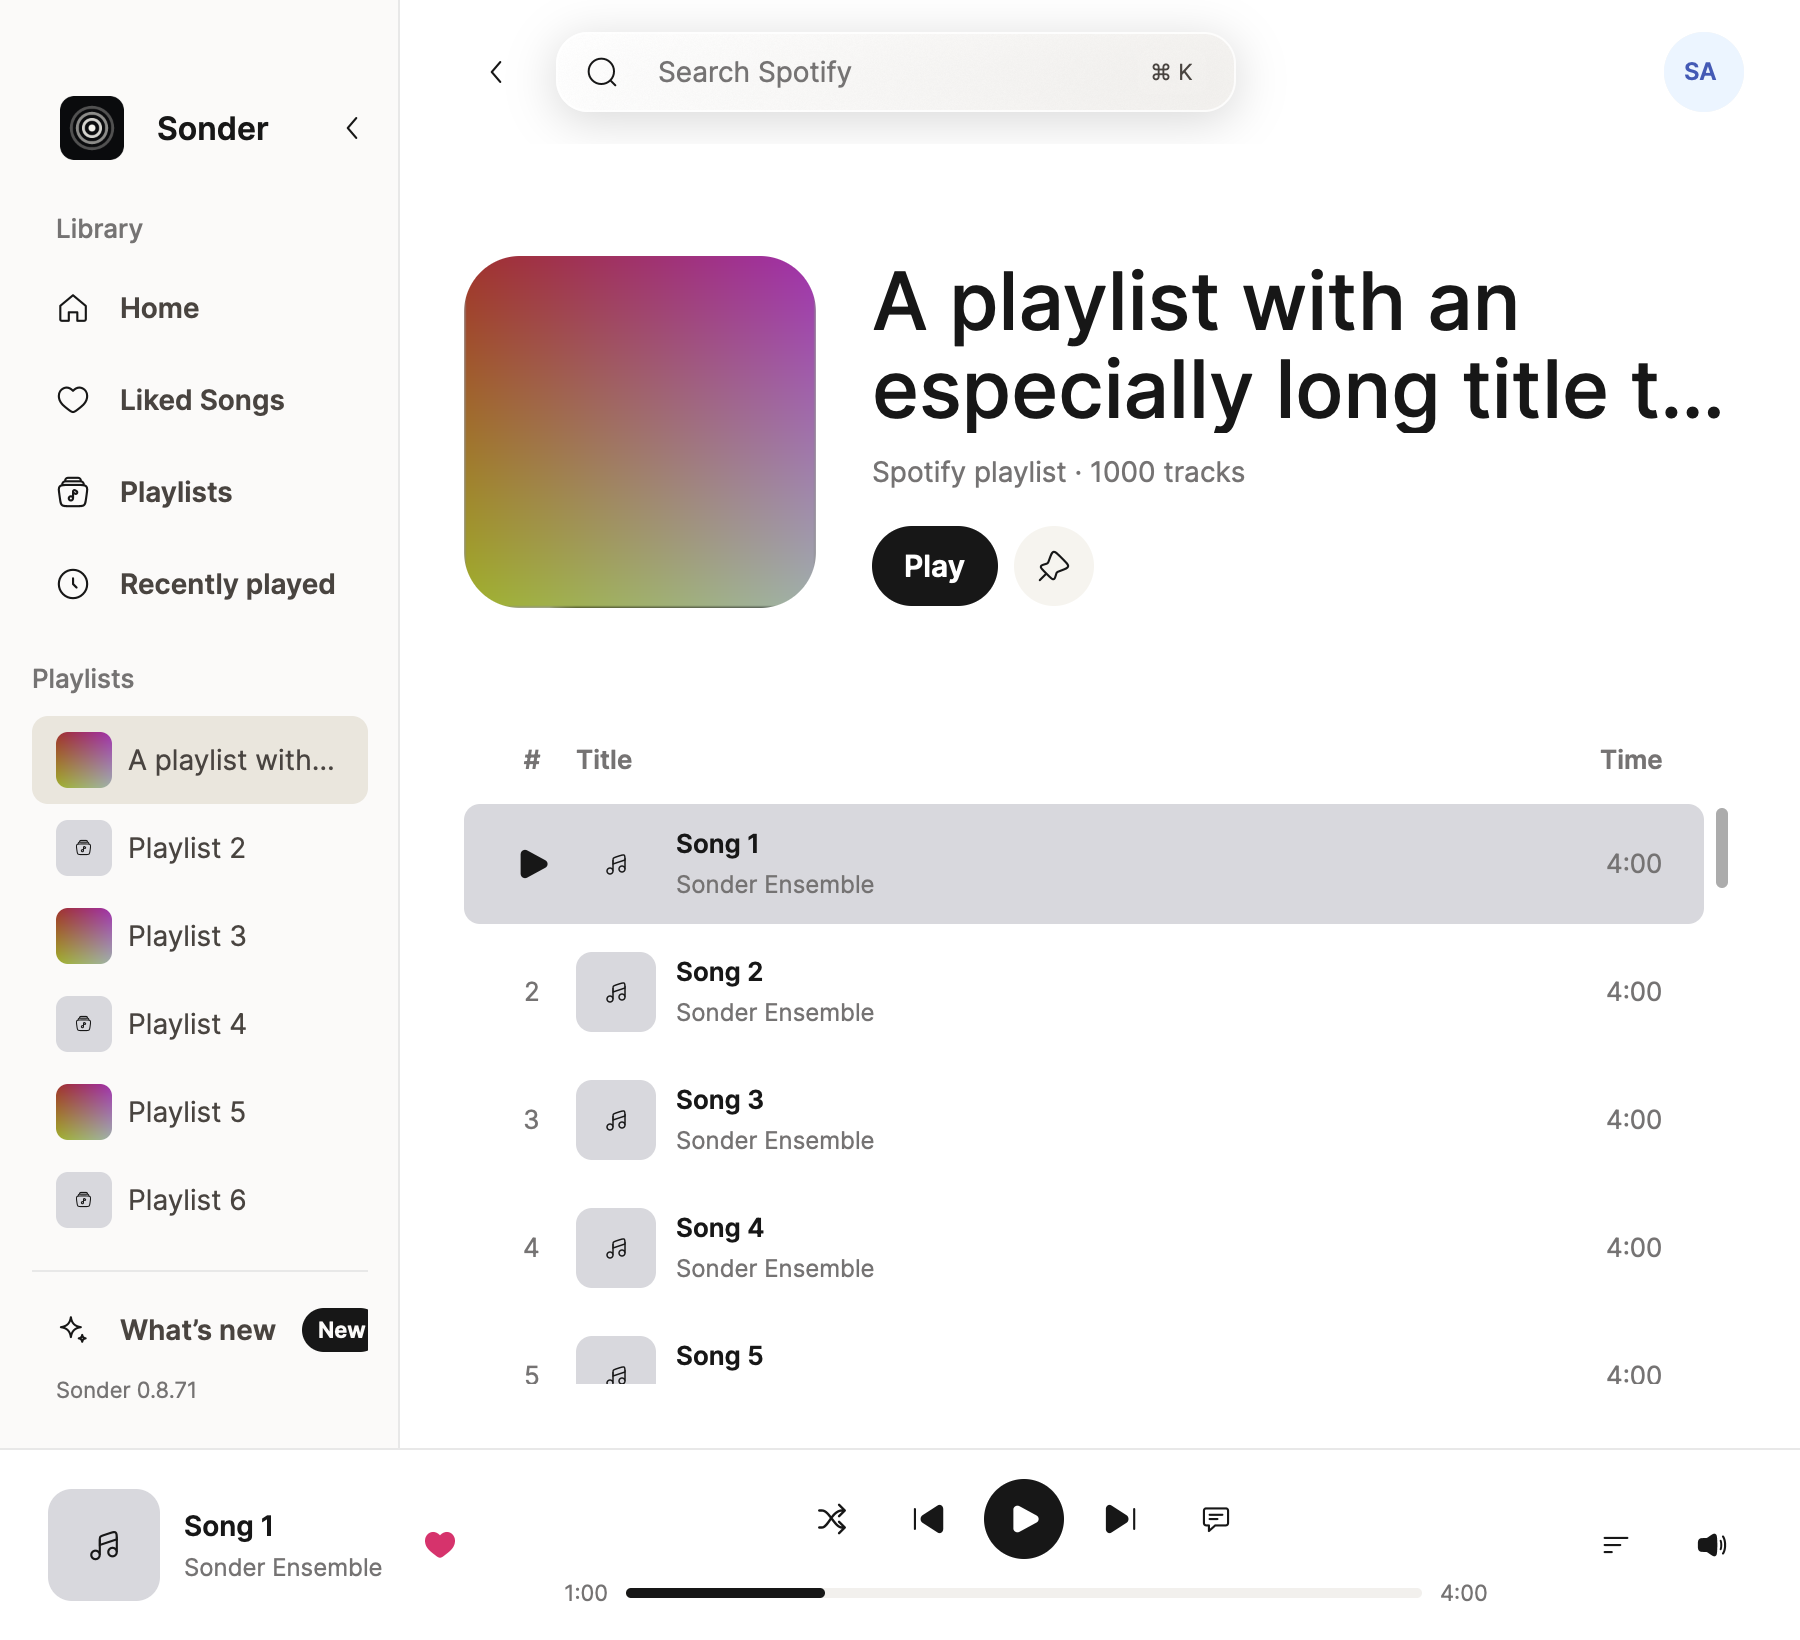 Search Spotify
⌘ K
SA
Sonder
Library
Home
Liked Songs
Playlists
Recently played
Playlists
A playlist with...
Playlist 2
Playlist 3
Playlist 4
Playlist 5
Playlist 6
What’s new
New
Sonder 0.8.71
A playlist with an
especially long title t...
Spotify playlist · 1000 tracks
Play
# Title Time
Song 1
Sonder Ensemble
4:00
2
Song 2
Sonder Ensemble
4:00
3
Song 3
Sonder Ensemble
4:00
4
Song 4
Sonder Ensemble
4:00
5
Song 5
4:00
Song 1
Sonder Ensemble
1:00
4:00